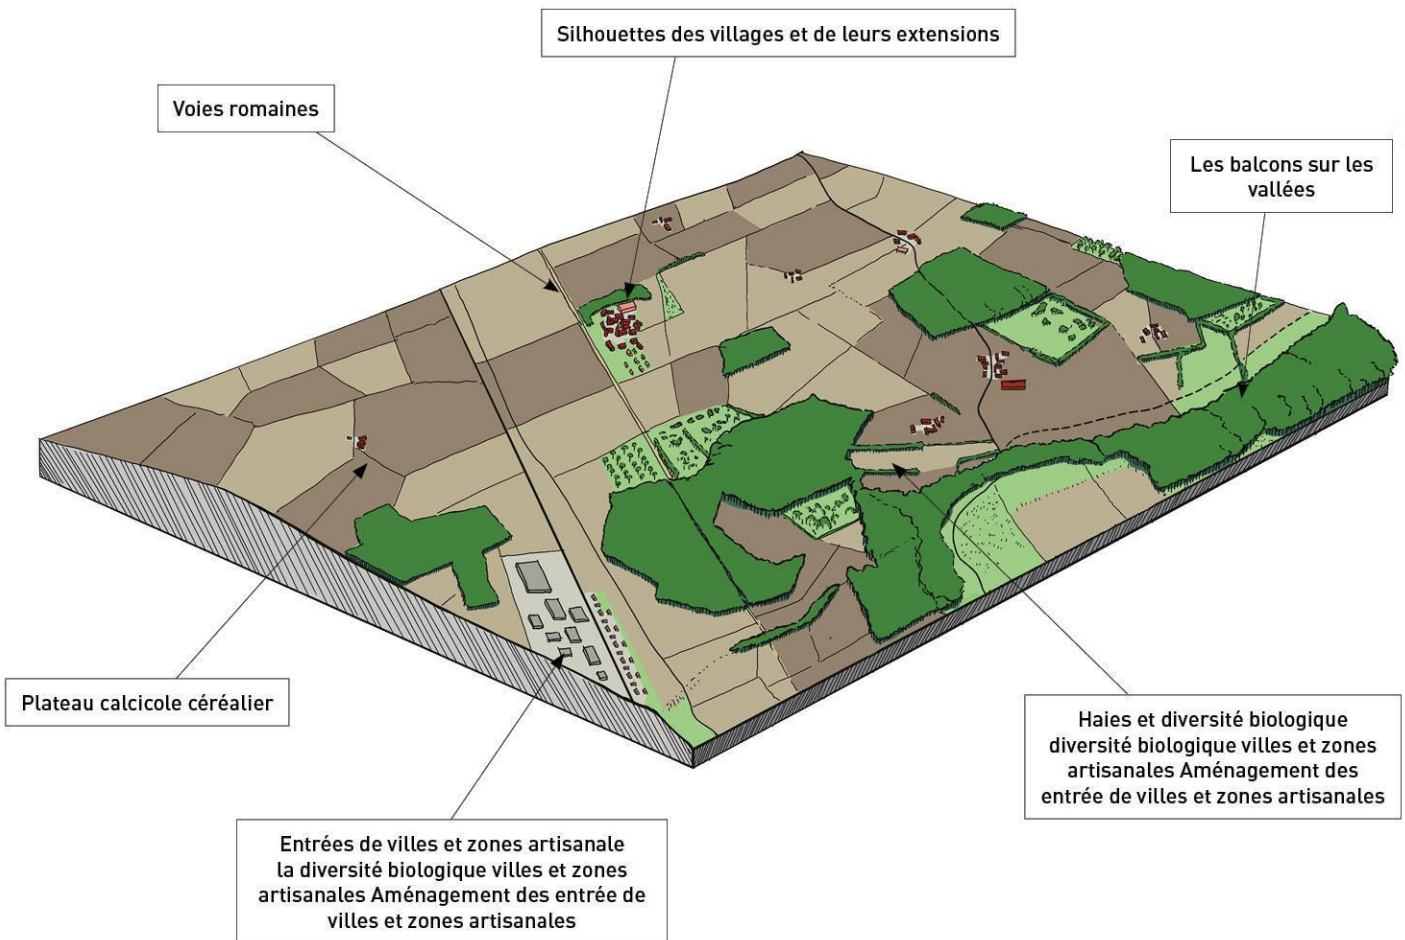 Silhouettes des villages et de leurs extensions
Voies romaines
Les balcons sur les
vallées
Plateau calcicole céréalier
Haies et diversité biologique
diversité biologique villes et zones
artisanales Aménagement des
entrée de villes et zones artisanales
Entrées de villes et zones artisanale
la diversité biologique villes et zones
artisanales Aménagement des entrée de
villes et zones artisanales